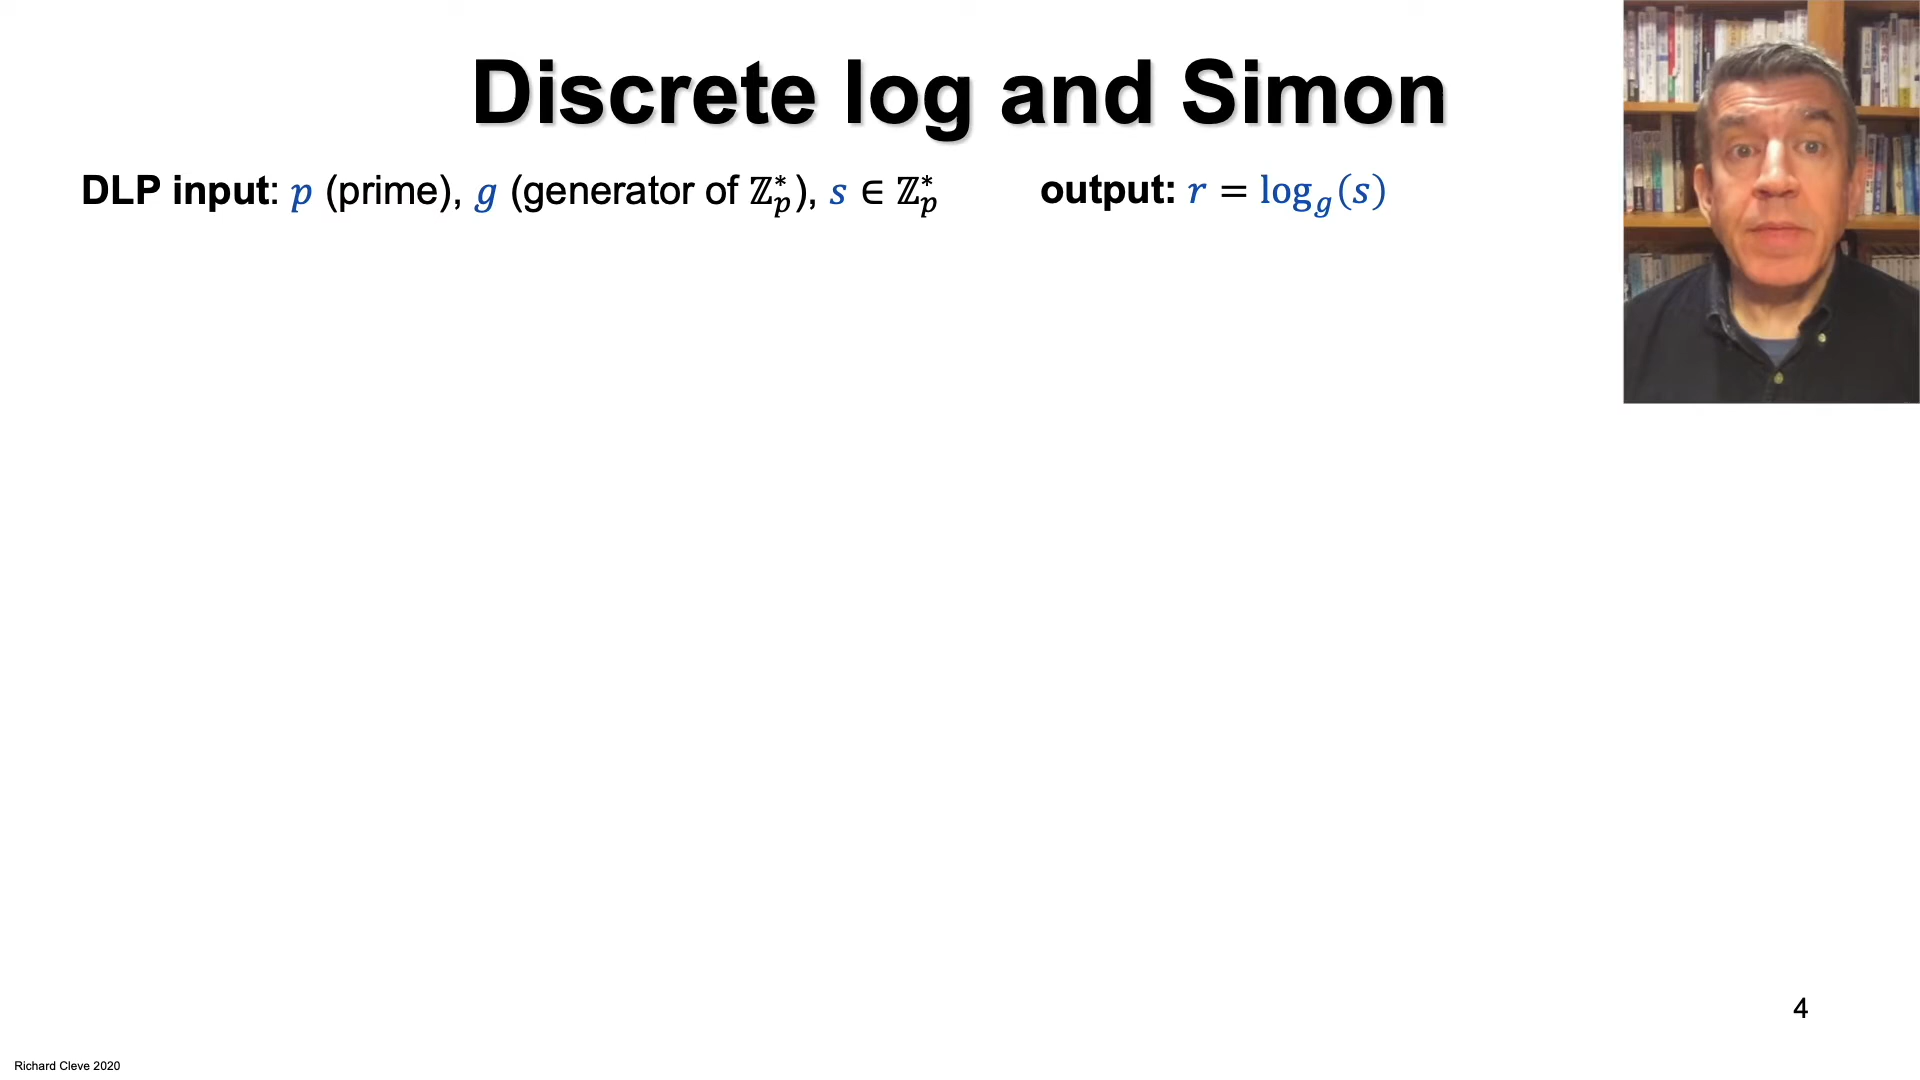 Discrete log and Simon
DLP input: p (prime), g (generator of ℤ*ₚ), s ∈ ℤ*ₚ output: r = log_g(s)
4
Richard Cleve 2020